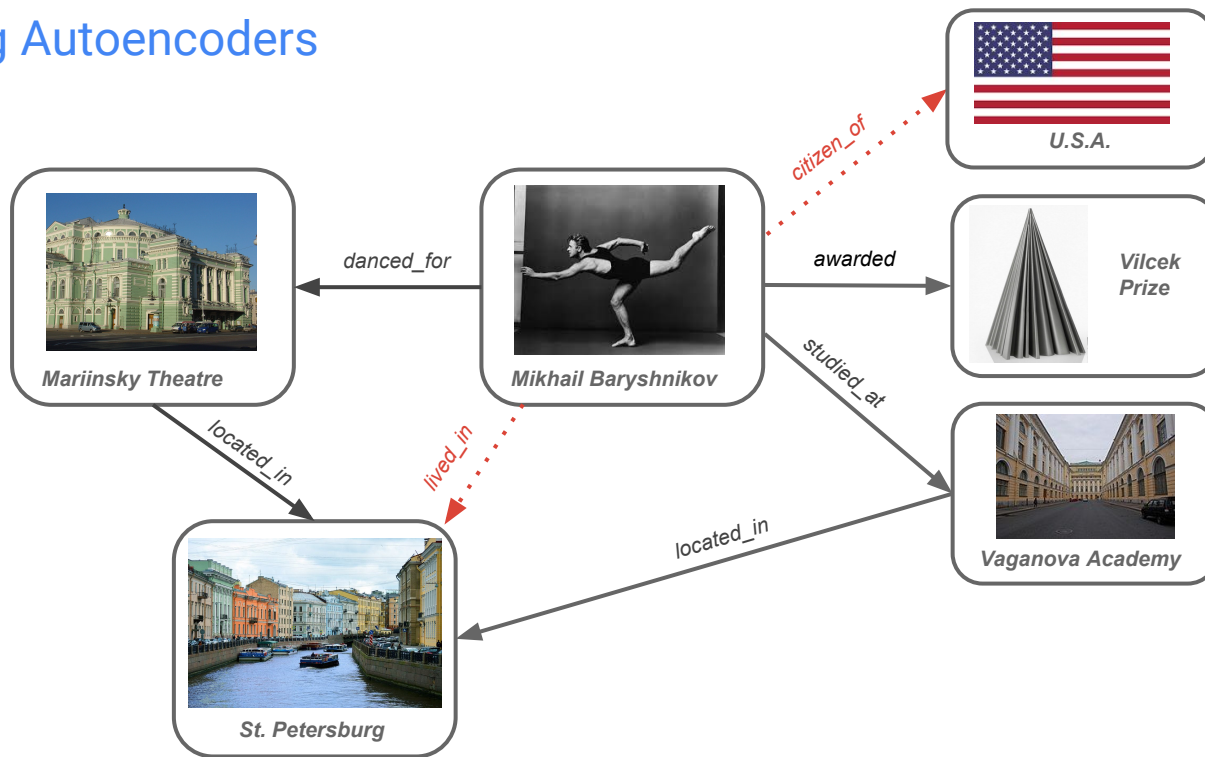 g Autoencoders
citizen_of
U.S.A.
danced_for
awarded
Vilcek
Prize
Mariinsky Theatre
Mikhail Baryshnikov
studied_at
located_in
lived_in
located_in
Vaganova Academy
St. Petersburg